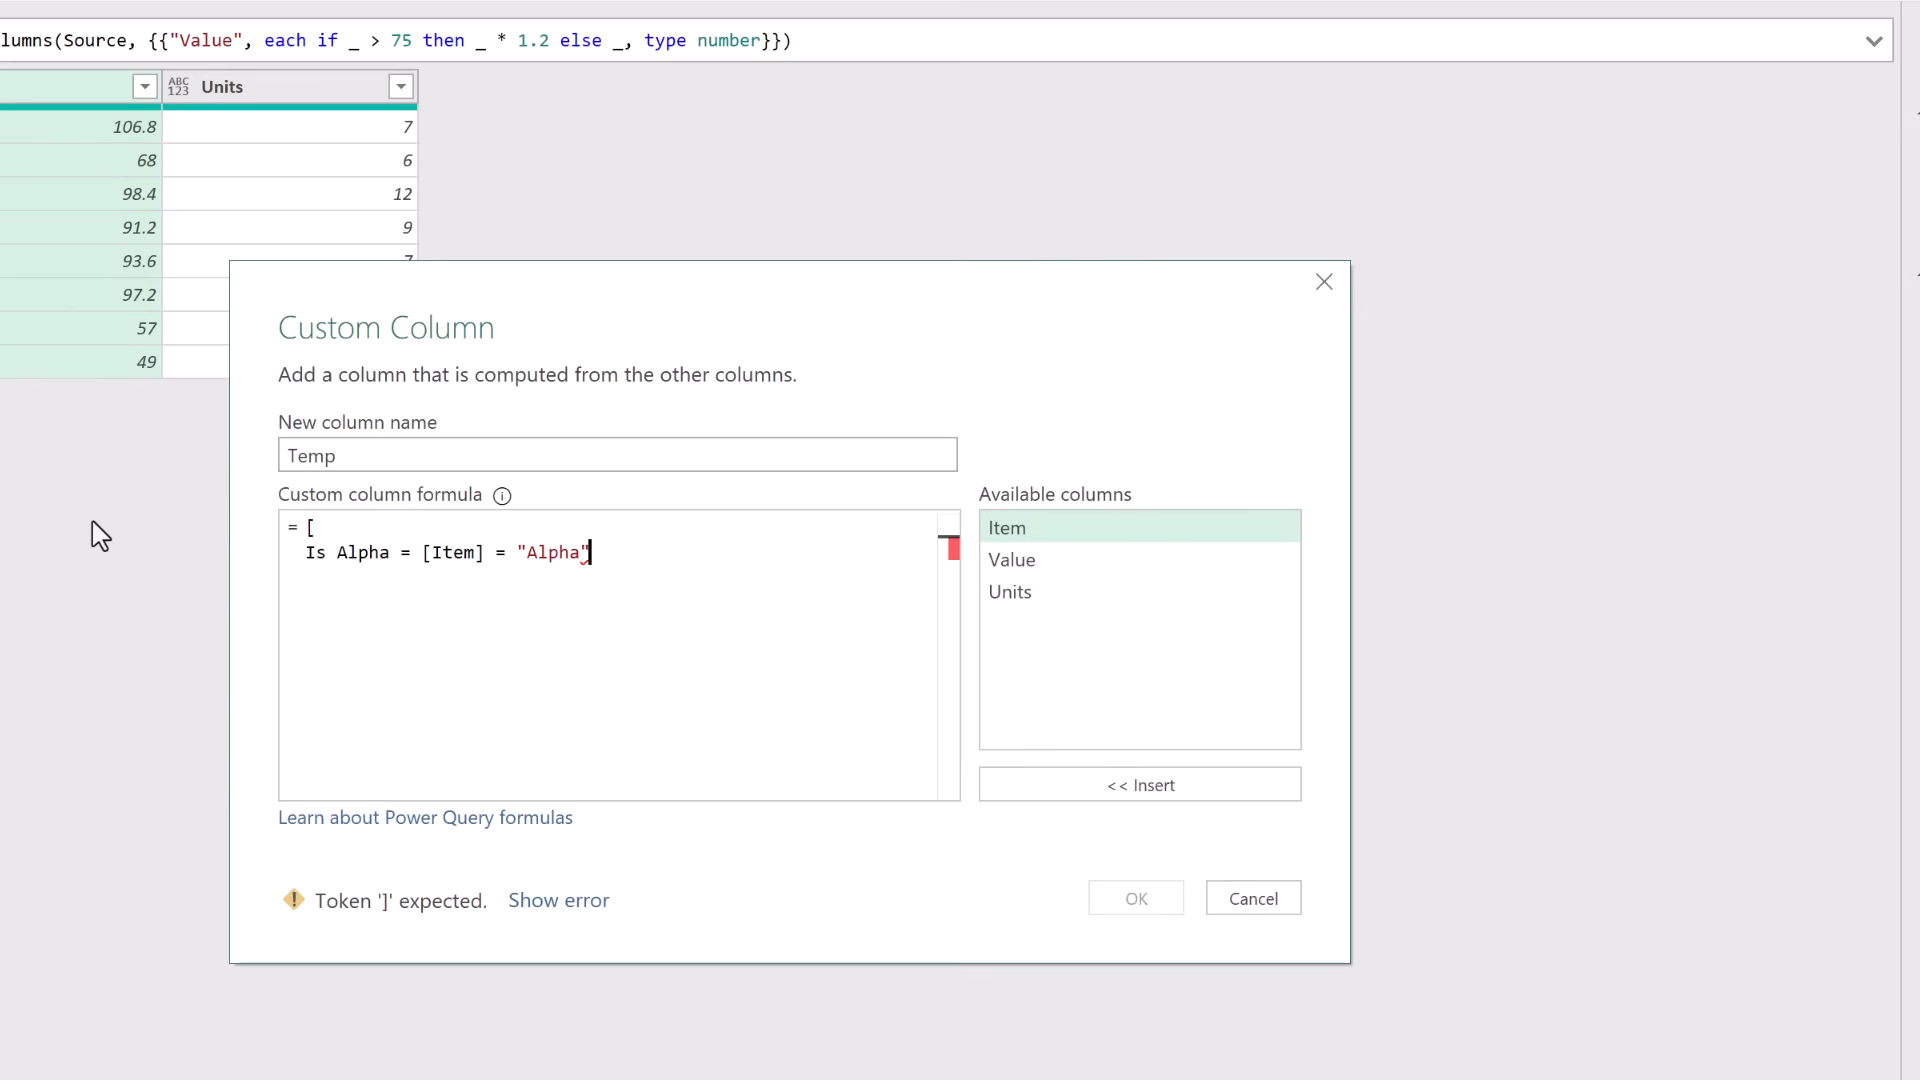 lumns(Source, {{"Value", each if _ > 75 then _ * 1.2 else _, type number}})
ABC 123 Units
106.8 7
68 6
98.4 12
91.2 9
93.6 7
97.2
57
49
Custom Column
Add a column that is computed from the other columns.
New column name
Temp
Custom column formula
Available columns
= [
Is Alpha = [Item] = "Alpha"
Item
Value
Units
<< Insert
Learn about Power Query formulas
Token ']' expected. Show error
OK
Cancel